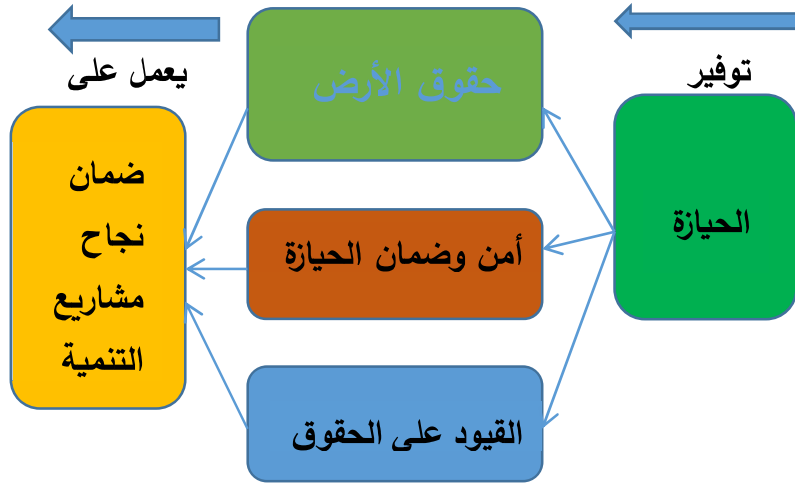 توفير
الحيازة
حقوق الأرض
أمن وضمان الحيازة
القيود على الحقوق
يعمل على
ضمان
نجاح
مشاريع
التنمية